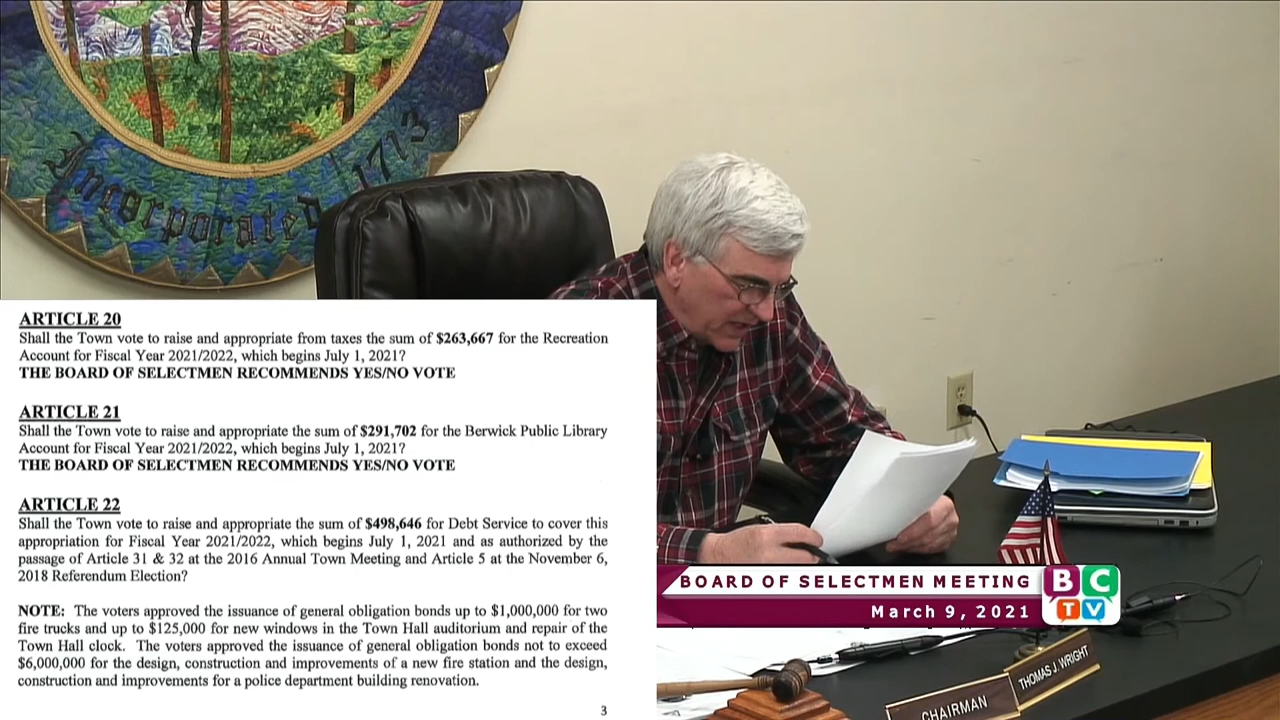 Incorporated 1713
ARTICLE 20
Shall the Town vote to raise and appropriate from taxes the sum of $263,667 for the Recreation
Account for Fiscal Year 2021/2022, which begins July 1, 2021?
THE BOARD OF SELECTMEN RECOMMENDS YES/NO VOTE
ARTICLE 21
Shall the Town vote to raise and appropriate the sum of $291,702 for the Berwick Public Library
Account for Fiscal Year 2021/2022, which begins July 1, 2021?
THE BOARD OF SELECTMEN RECOMMENDS YES/NO VOTE
ARTICLE 22
Shall the Town vote to raise and appropriate the sum of $498,646 for Debt Service to cover this
appropriation for Fiscal Year 2021/2022, which begins July 1, 2021 and as authorized by the
passage of Article 31 & 32 at the 2016 Annual Town Meeting and Article 5 at the November 6,
2018 Referendum Election?
NOTE: The voters approved the issuance of general obligation bonds up to $1,000,000 for two
fire trucks and up to $125,000 for new windows in the Town Hall auditorium and repair of the
Town Hall clock. The voters approved the issuance of general obligation bonds not to exceed
$6,000,000 for the design, construction and improvements of a new fire station and the design,
construction and improvements for a police department building renovation.
3
BOARD OF SELECTMEN MEETING
March 9, 2021
BC
TV
THOMAS J. WRIGHT
CHAIRMAN